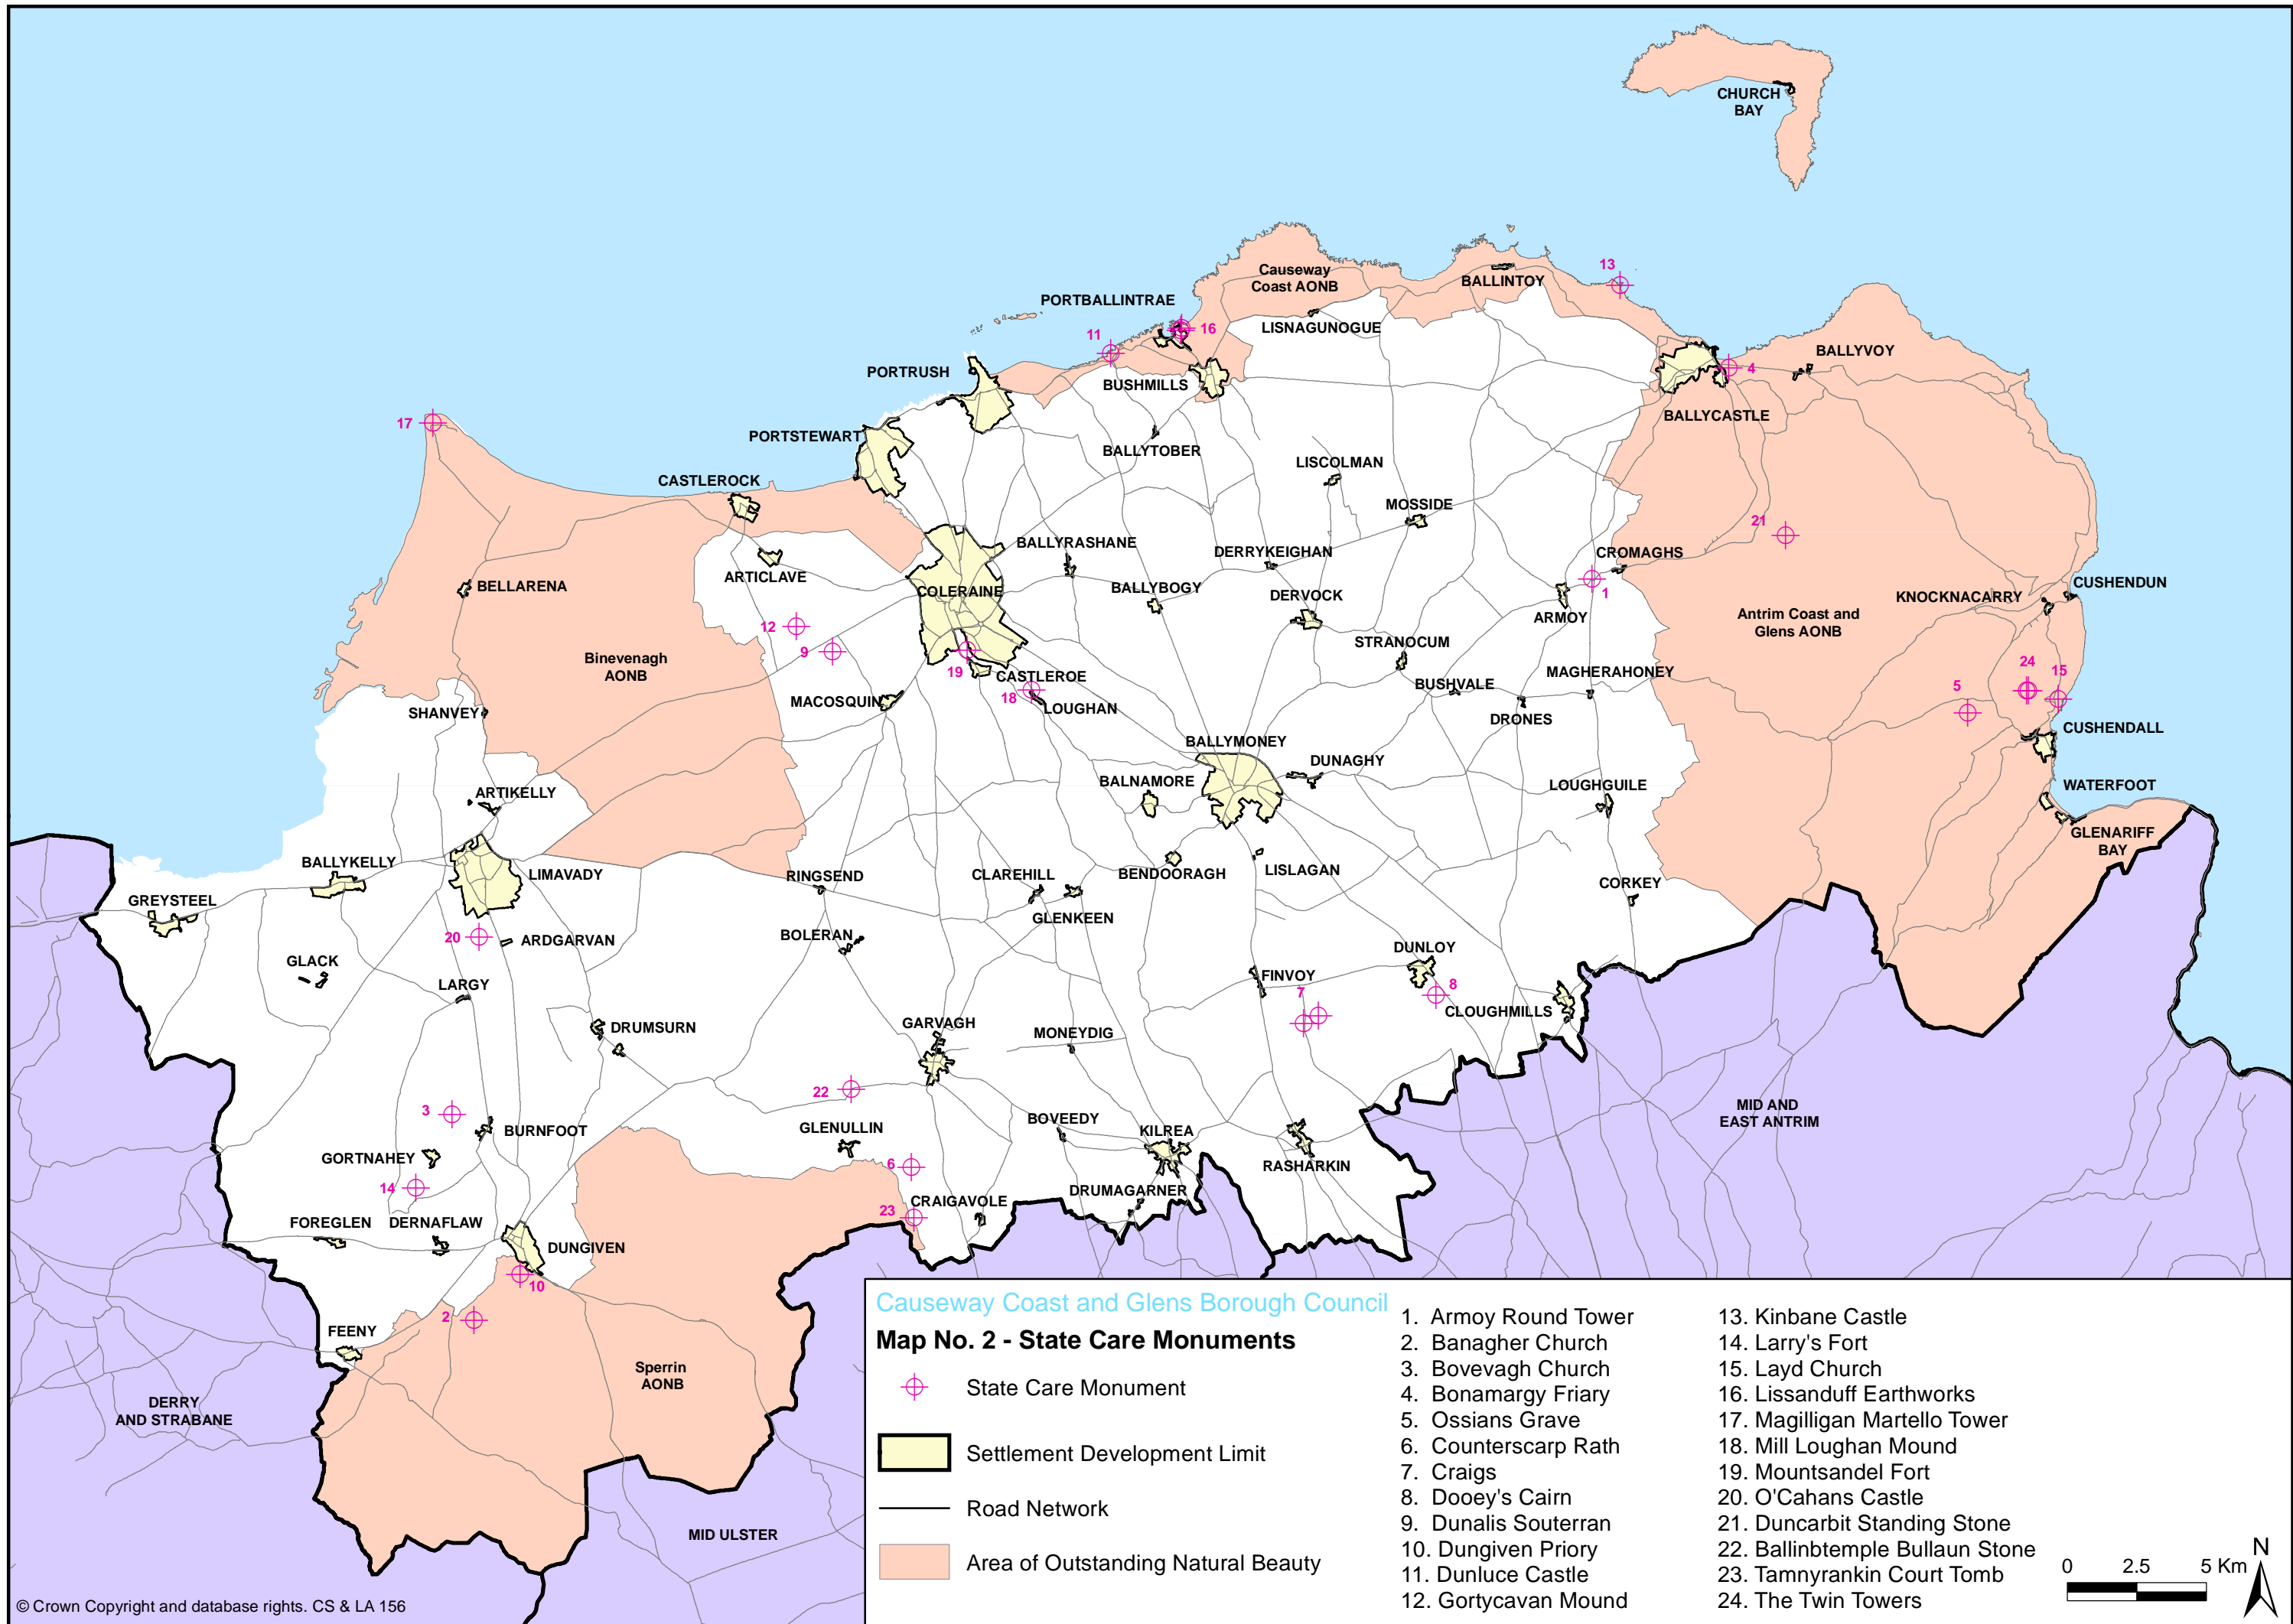 CHURCH
BAY
13
Causeway
Coast AONB
BALLINTOY
PORTBALLINTRAE
16
LISNAGUNOGUE
11
BALLYVOY
4
PORTRUSH
BUSHMILLS
BALLYCASTLE
17
PORTSTEWART
BALLYTOBER
LISCOLMAN
CASTLEROCK
MOSSIDE
21
BALLYRASHANE
DERRYKEIGHAN
CROMAGHS
ARTICLAVE
BELLARENA
COLERAINE
BALLYBOGY
DERVOCK
1
CUSHENDUN
KNOCKNACARRY
ARMOY
Antrim Coast and
Glens AONB
12
9
STRANOCUM
Binevenagh
AONB
19
CASTLEROE
24
15
MAGHERAHONEY
BUSHVALE
5
18
MACOSQUIN
LOUGHAN
SHANVEY
DRONES
CUSHENDALL
BALLYMONEY
DUNAGHY
BALNAMORE
LOUGHGUILE
WATERFOOT
ARTIKELLY
GLENARIFF
BAY
BALLYKELLY
LIMAVADY
RINGSEND
CLAREHILL
BENDOORAGH
LISLAGAN
CORKEY
GREYSTEEL
GLENKEEN
20
ARDGARVAN
BOLERAN
DUNLOY
GLACK
FINVOY
LARGY
7
8
CLOUGHMILLS
DRUMSURN
GARVAGH
MONEYDIG
22
3
MID AND
EAST ANTRIM
BURNFOOT
GLENULLIN
BOVEEDY
KILREA
GORTNAHEY
6
RASHARKIN
14
DRUMAGARNER
CRAIGAVOLE
23
FOREGLEN
DERNAFLAW
DUNGIVEN
10
2
FEENY
Sperrin
AONB
DERRY
AND STRABANE
MID ULSTER
Causeway Coast and Glens Borough Council
Map No. 2 - State Care Monuments
State Care Monument
Settlement Development Limit
Road Network
Area of Outstanding Natural Beauty
1. Armoy Round Tower
2. Banagher Church
3. Bovevagh Church
4. Bonamargy Friary
5. Ossians Grave
6. Counterscarp Rath
7. Craigs
8. Dooey's Cairn
9. Dunalis Souterran
10. Dungiven Priory
11. Dunluce Castle
12. Gortycavan Mound
13. Kinbane Castle
14. Larry's Fort
15. Layd Church
16. Lissanduff Earthworks
17. Magilligan Martello Tower
18. Mill Loughan Mound
19. Mountsandel Fort
20. O'Cahans Castle
21. Duncarbit Standing Stone
22. Ballinbtemple Bullaun Stone
23. Tamnyrankin Court Tomb
24. The Twin Towers
0 2.5 5 Km
N
© Crown Copyright and database rights. CS & LA 156